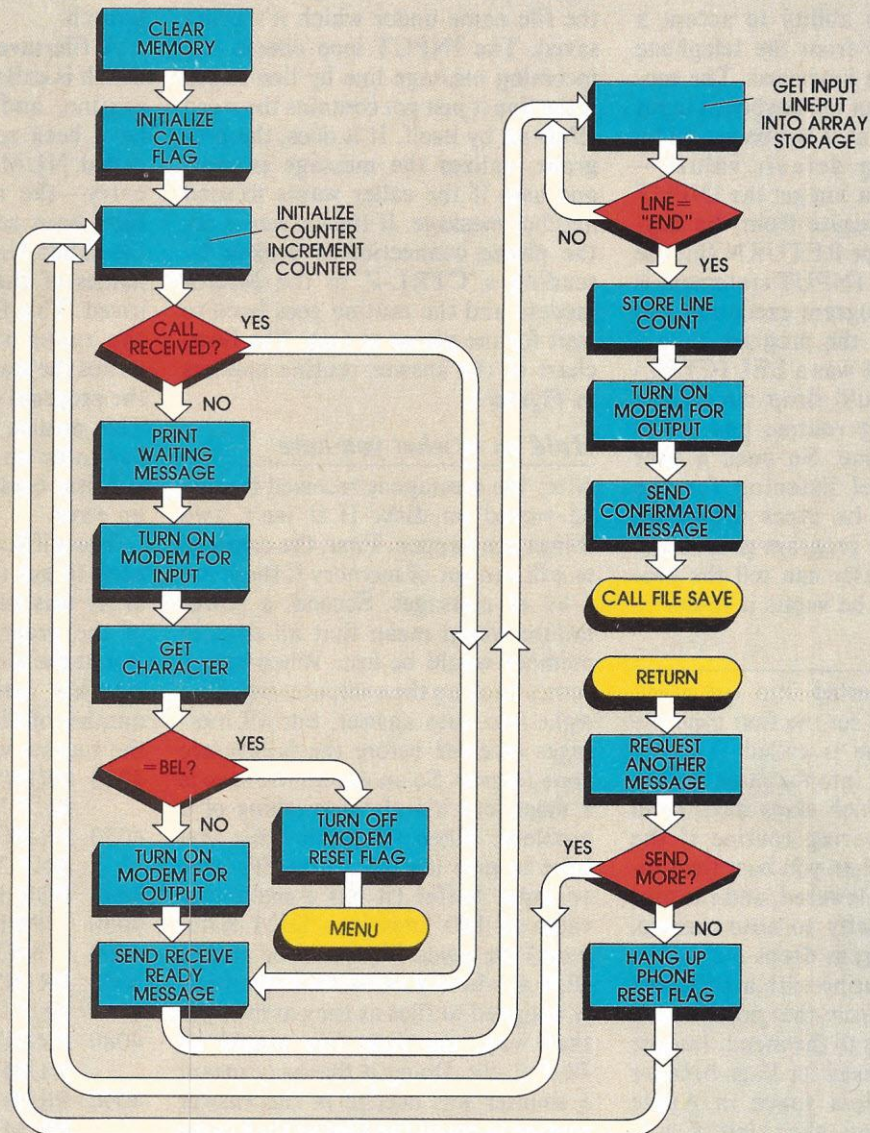 CLEAR
MEMORY
INITIALIZE
CALL
FLAG
INITIALIZE
COUNTER
INCREMENT
COUNTER
CALL
RECEIVED?
YES
NO
PRINT
WAITING
MESSAGE
TURN ON
MODEM FOR
INPUT
GET
CHARACTER
=BEL?
YES
NO
TURN OFF
MODEM
RESET FLAG
MENU
TURN ON
MODEM FOR
OUTPUT
SEND RECEIVE
READY
MESSAGE
GET INPUT
LINE-PUT
INTO ARRAY
STORAGE
LINE=
"END"
NO
YES
STORE LINE
COUNT
TURN ON
MODEM FOR
OUTPUT
SEND
CONFIRMATION
MESSAGE
CALL FILE SAVE
RETURN
REQUEST
ANOTHER
MESSAGE
YES
SEND
MORE?
NO
HANG UP
PHONE
RESET FLAG